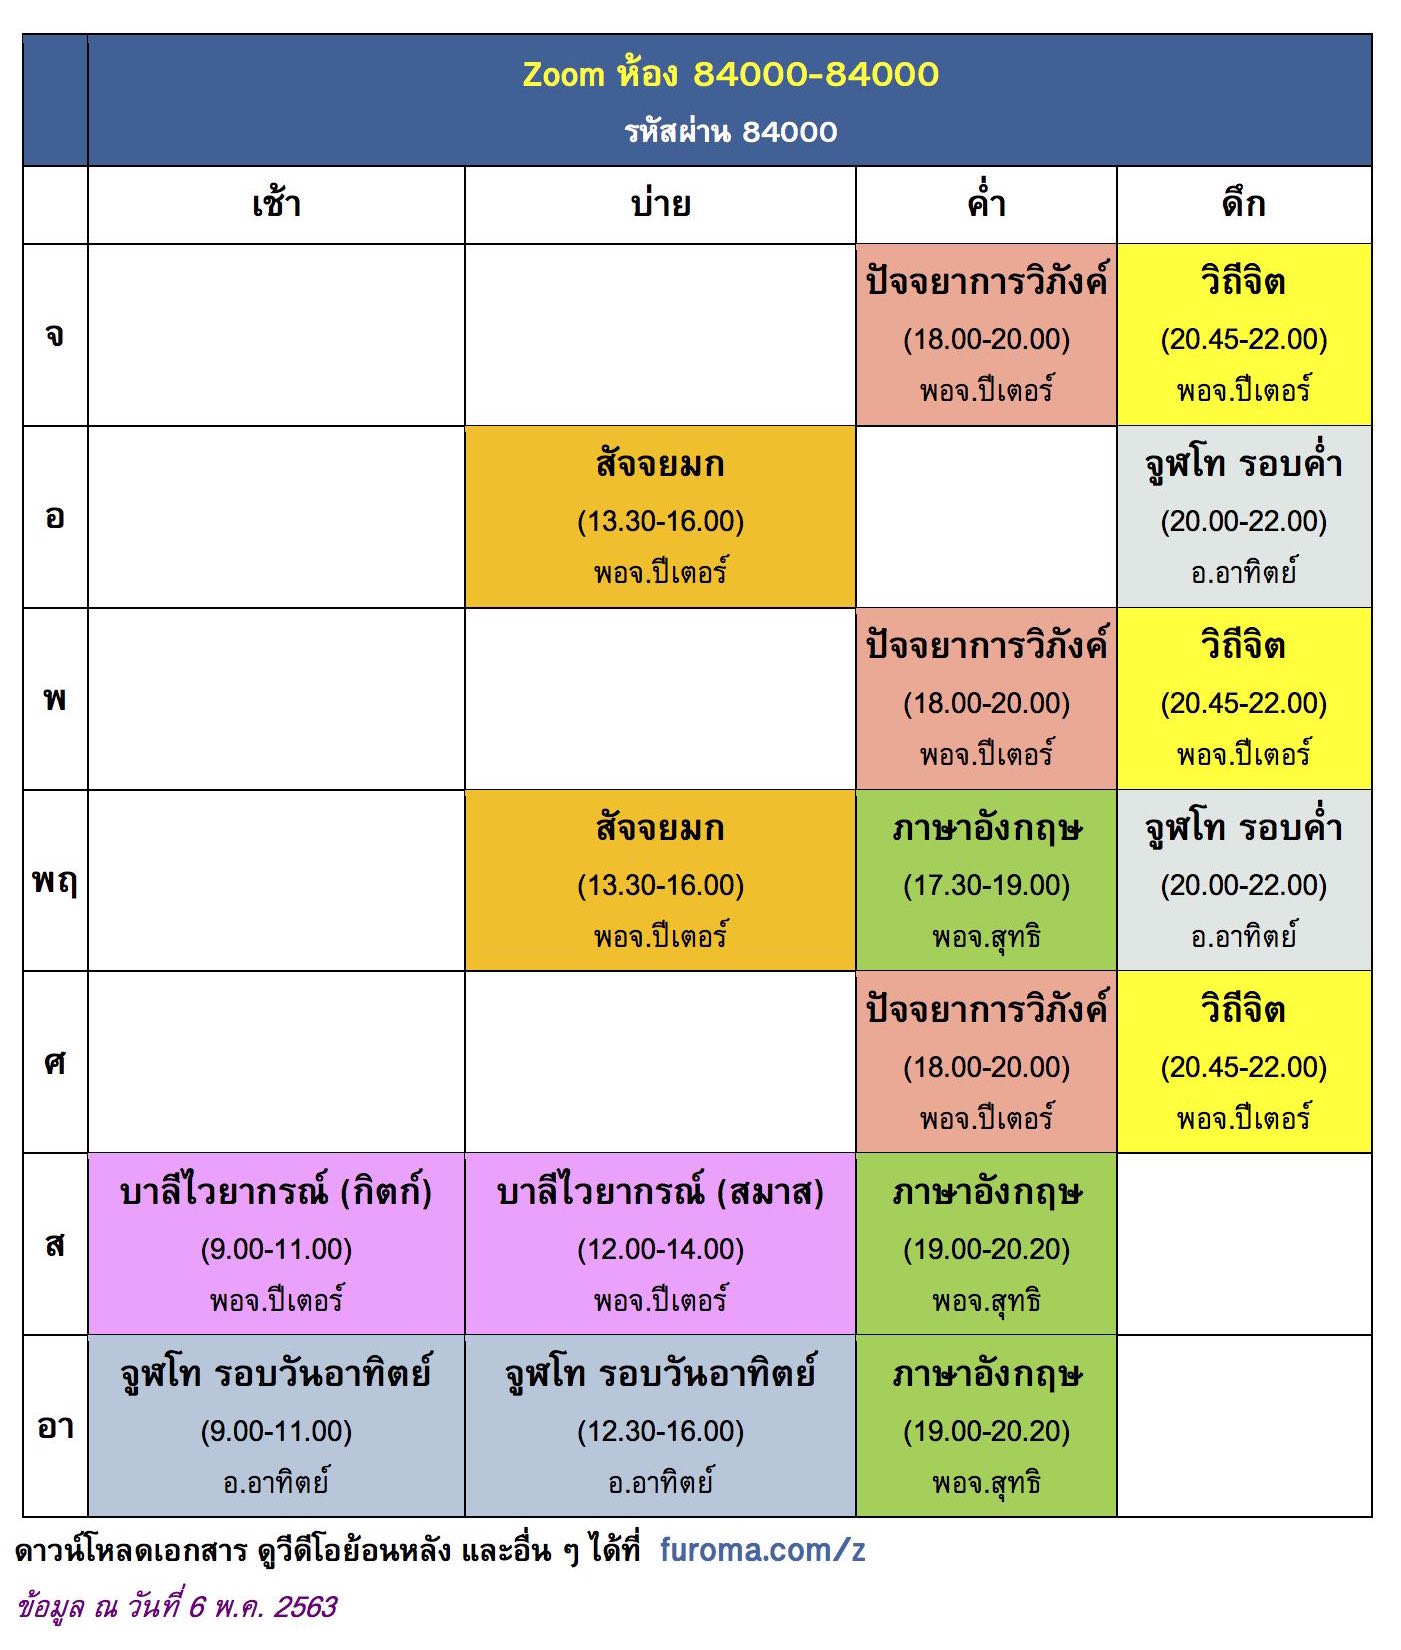 Zoom ห้อง 84000-84000
รหัสผ่าน 84000
เช้า บ่าย ค่ำ ดึก
จ
ปัจจยาการวิภังค์
(18.00-20.00)
พอจ.ปีเตอร์
วิถีจิต
(20.45-22.00)
พอจ.ปีเตอร์
อ
สัจจยมก
(13.30-16.00)
พอจ.ปีเตอร์
จูฬโท รอบค่ำ
(20.00-22.00)
อ.อาทิตย์
พ
ปัจจยาการวิภังค์
(18.00-20.00)
พอจ.ปีเตอร์
วิถีจิต
(20.45-22.00)
พอจ.ปีเตอร์
พฤ
สัจจยมก
(13.30-16.00)
พอจ.ปีเตอร์
ภาษาอังกฤษ
(17.30-19.00)
พอจ.สุทธิ
จูฬโท รอบค่ำ
(20.00-22.00)
อ.อาทิตย์
ศ
ปัจจยาการวิภังค์
(18.00-20.00)
พอจ.ปีเตอร์
วิถีจิต
(20.45-22.00)
พอจ.ปีเตอร์
ส
บาลีไวยากรณ์ (กิตก์)
(9.00-11.00)
พอจ.ปีเตอร์
บาลีไวยากรณ์ (สมาส)
(12.00-14.00)
พอจ.ปีเตอร์
ภาษาอังกฤษ
(19.00-20.20)
พอจ.สุทธิ
อา
จูฬโท รอบวันอาทิตย์
(9.00-11.00)
อ.อาทิตย์
จูฬโท รอบวันอาทิตย์
(12.30-16.00)
อ.อาทิตย์
ภาษาอังกฤษ
(19.00-20.20)
พอจ.สุทธิ
ดาวน์โหลดเอกสาร ดูวีดีโอย้อนหลัง และอื่น ๆ ได้ที่ furoma.com/z
ข้อมูล ณ วันที่ 6 พ.ค. 2563